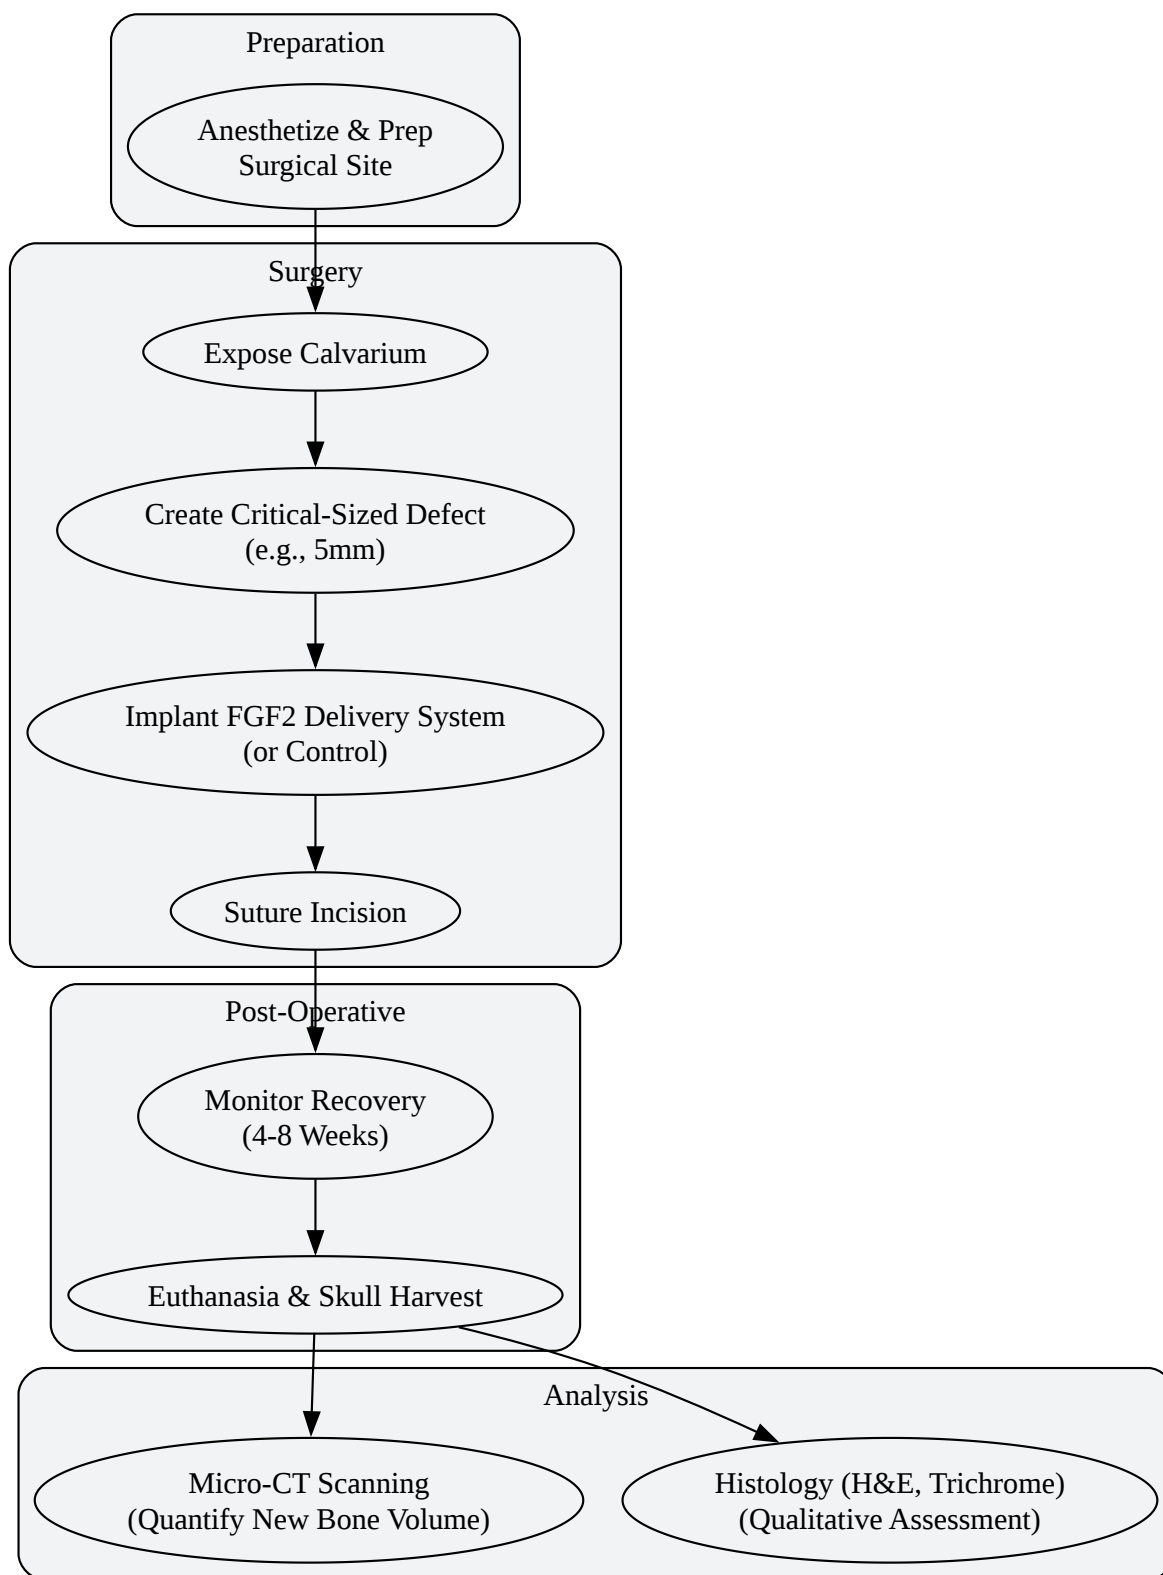 Preparation
Anesthetize & Prep
Surgical Site
Surgery
Expose Calvarium
Create Critical-Sized Defect
(e.g., 5mm)
Implant FGF2 Delivery System
(or Control)
Suture Incision
Post-Operative
Monitor Recovery
(4-8 Weeks)
Euthanasia & Skull Harvest
Analysis
Micro-CT Scanning
(Quantify New Bone Volume)
Histology (H&E, Trichrome)
(Qualitative Assessment)